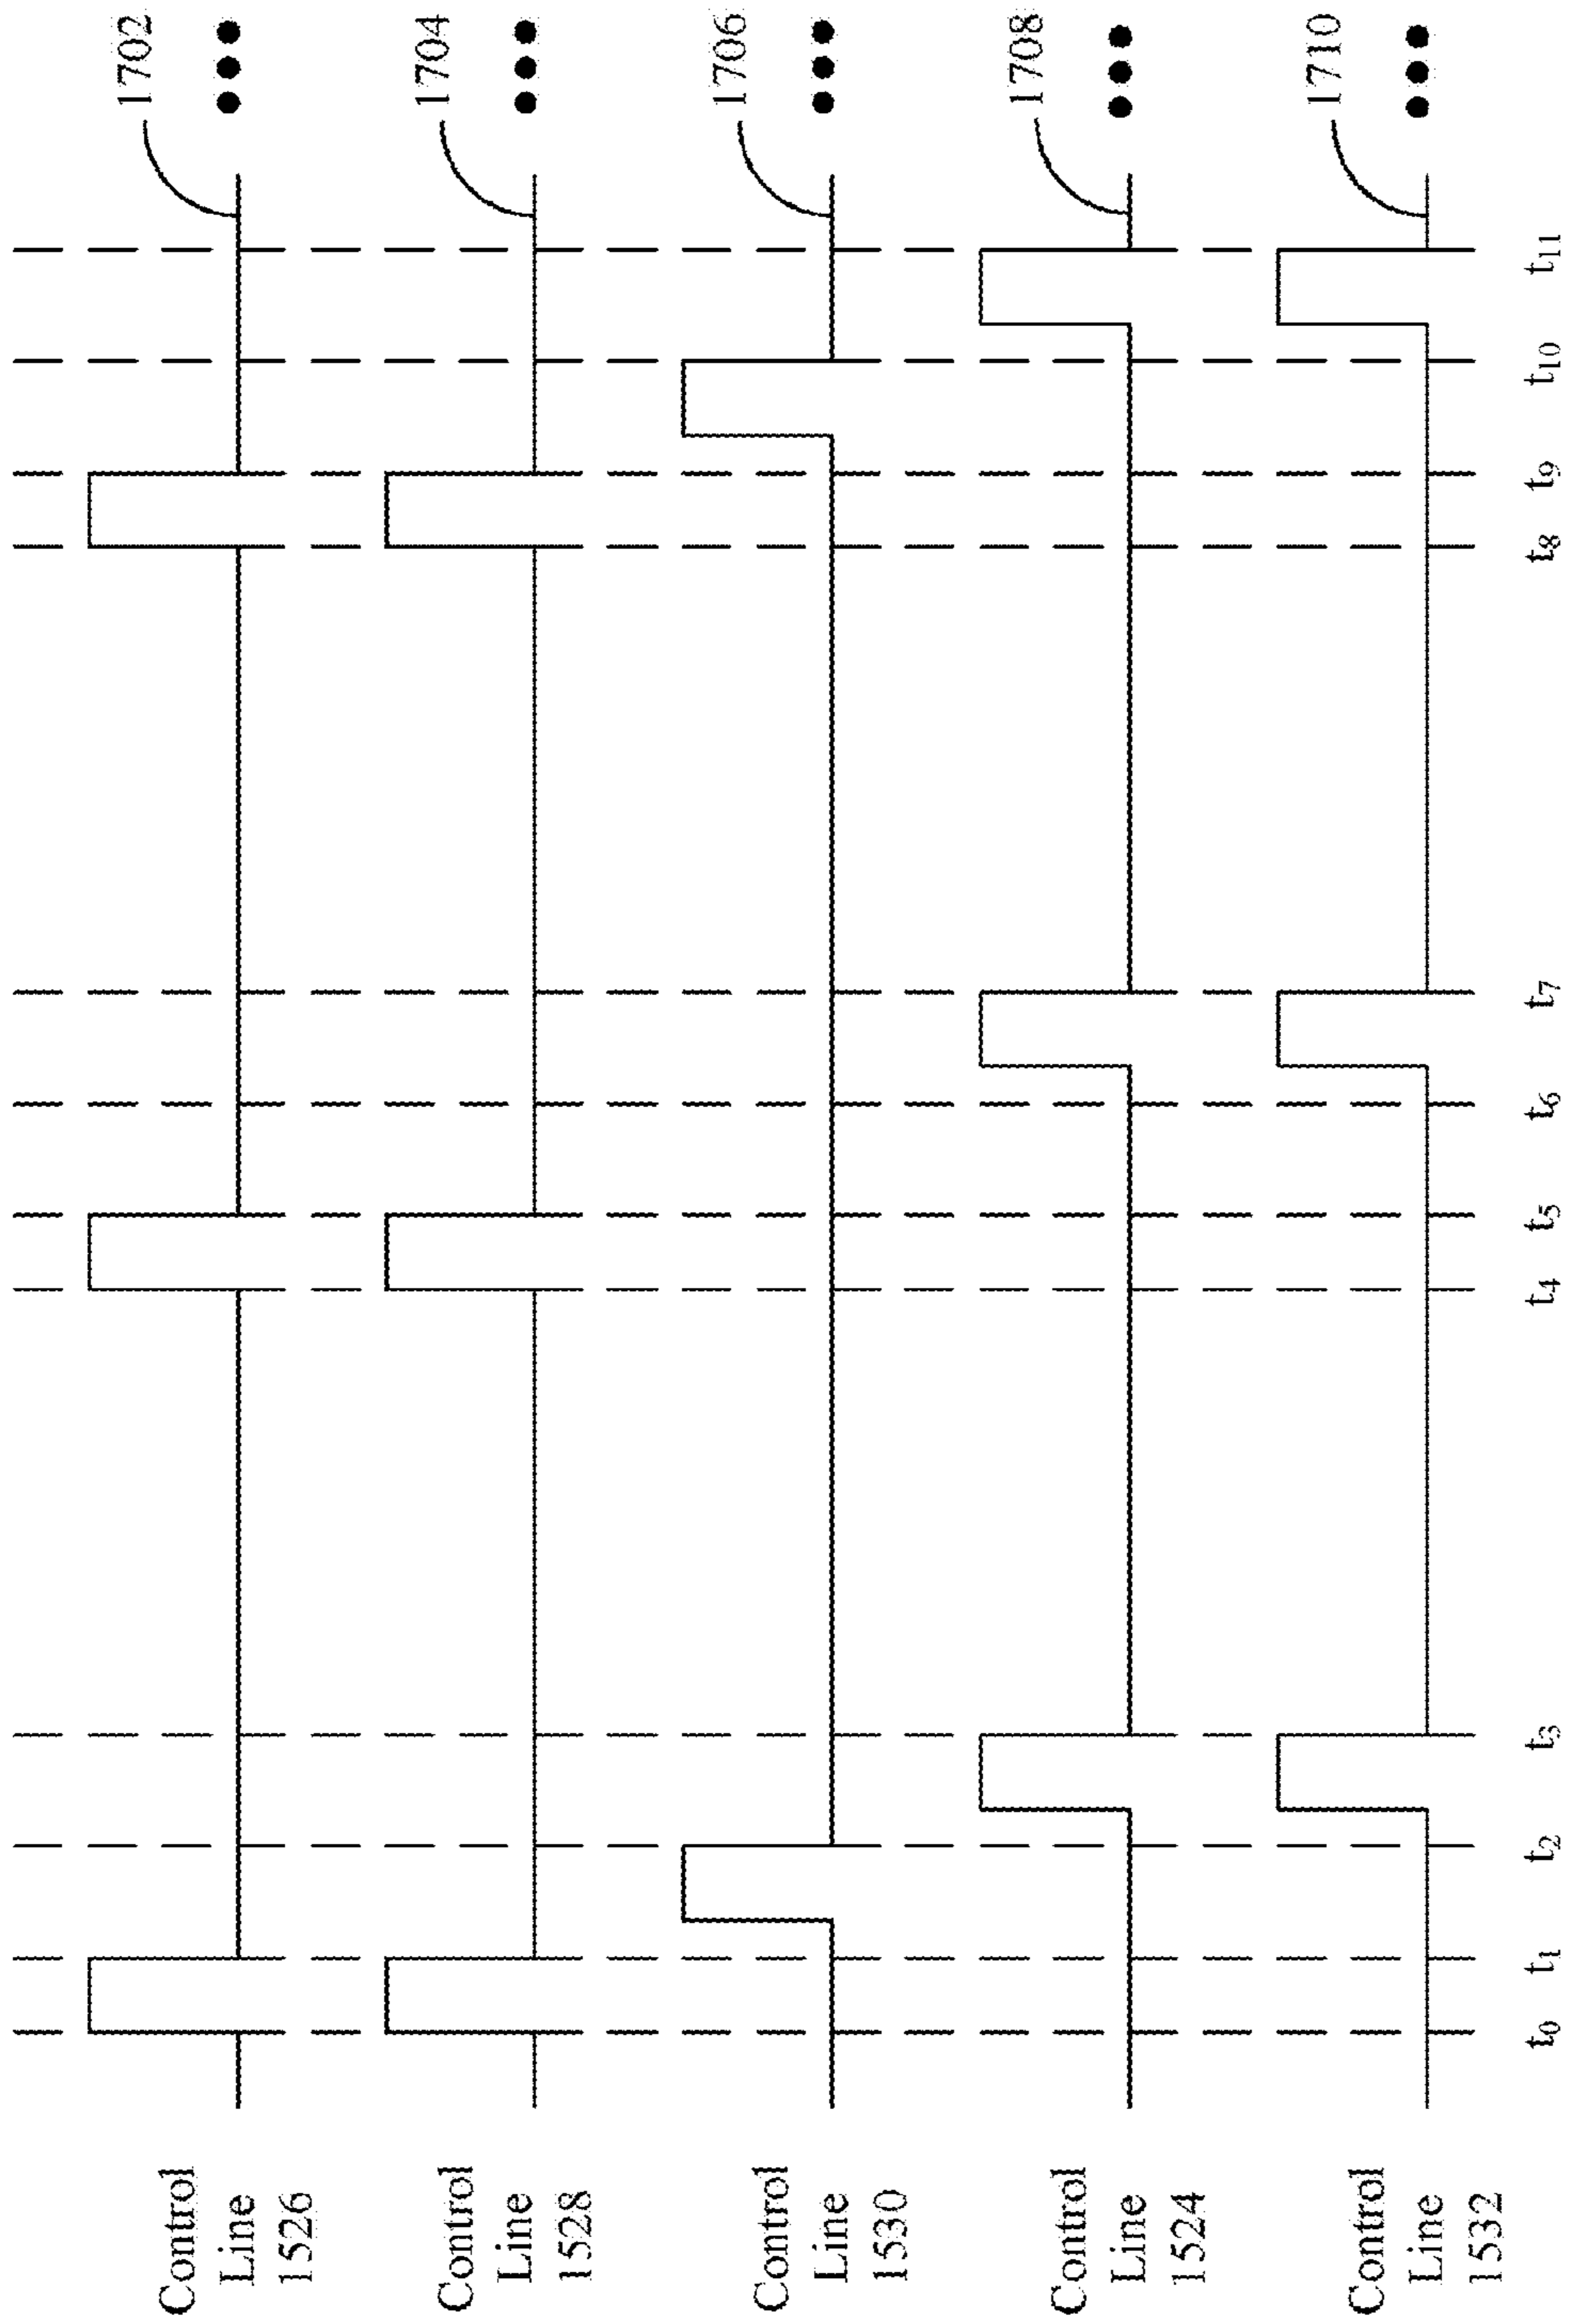 Control
Line
1526
1702
Control
Line
1528
1704
Control
Line
1530
1706
Control
Line
1524
1708
Control
Line
1532
1710
t0 t1 t2 t3 t4 t5 t6 t7 t8 t9 t10 t11